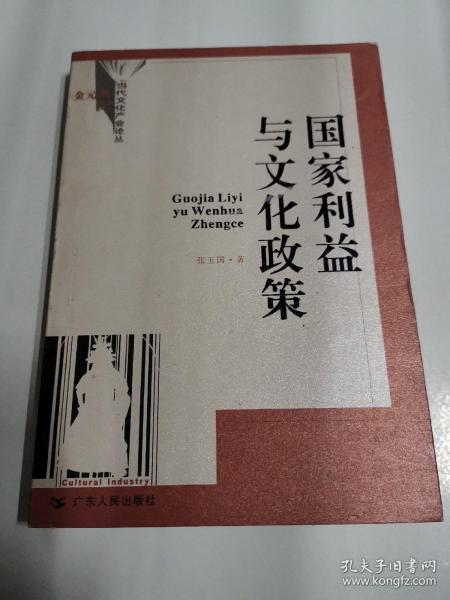 金元
当代文化产业论丛
国家利益
与文化政策
Guojia Liyi
yu Wenhua
Zhengce
张玉国·著
Cultural Industry
广东人民出版社
孔夫子旧书网
www.kongfz.com